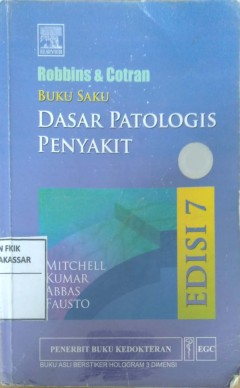 ELSEVIER
Robbins & Cotran
BUKU SAKU
DASAR PATOLOGIS
PENYAKIT
N FKIK
AKASSAR
MITCHELL
KUMAR
ABBAS
FAUSTO
EDISI 7
PENERBIT BUKU KEDOKTERAN EGC
BUKU ASLI BERSTIKER HOLOGRAM 3 DIMENSI